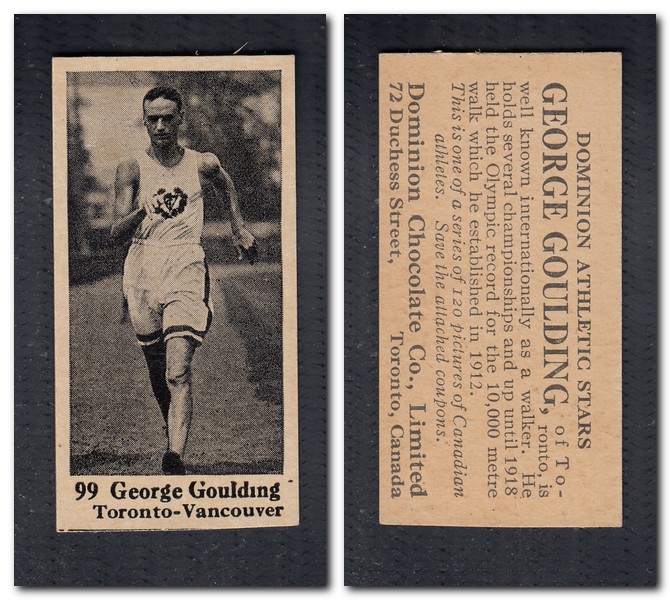 99 George Goulding
Toronto-Vancouver
DOMINION ATHLETIC STARS
GEORGE GOULDING, of To-
ronto, is
well known internationally as a walker. He
holds several championships and up until 1918
held the Olympic record for the 10,000 metre
walk which he established in 1912.
This is one of a series of 120 pictures of Canadian
athletes. Save the attached coupons.
Dominion Chocolate Co., Limited
72 Duchess Street, Toronto, Canada